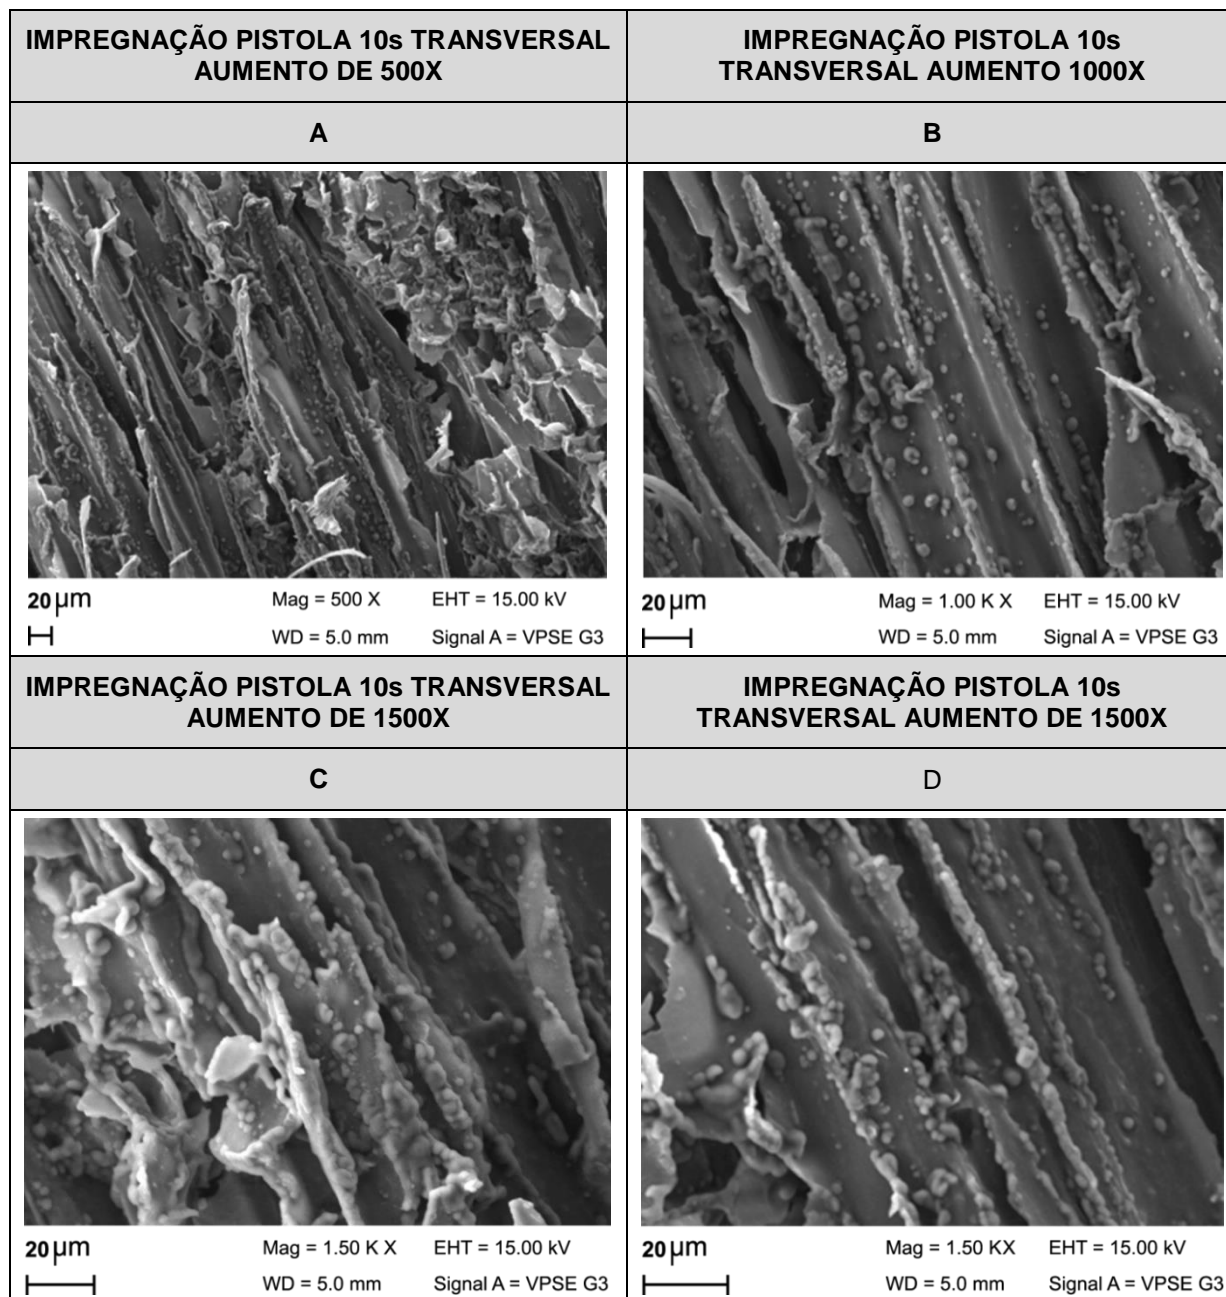 IMPREGNAÇÃO PISTOLA 10s TRANSVERSAL
AUMENTO DE 500X
IMPREGNAÇÃO PISTOLA 10s
TRANSVERSAL AUMENTO 1000X
A
B
20 µm
Mag = 500 X
EHT = 15.00 kV
WD = 5.0 mm
Signal A = VPSE G3
20 µm
Mag = 1.00 K X
EHT = 15.00 kV
WD = 5.0 mm
Signal A = VPSE G3
IMPREGNAÇÃO PISTOLA 10s TRANSVERSAL
AUMENTO DE 1500X
IMPREGNAÇÃO PISTOLA 10s
TRANSVERSAL AUMENTO DE 1500X
C
D
20 µm
Mag = 1.50 K X
EHT = 15.00 kV
WD = 5.0 mm
Signal A = VPSE G3
20 µm
Mag = 1.50 KX
EHT = 15.00 kV
WD = 5.0 mm
Signal A = VPSE G3